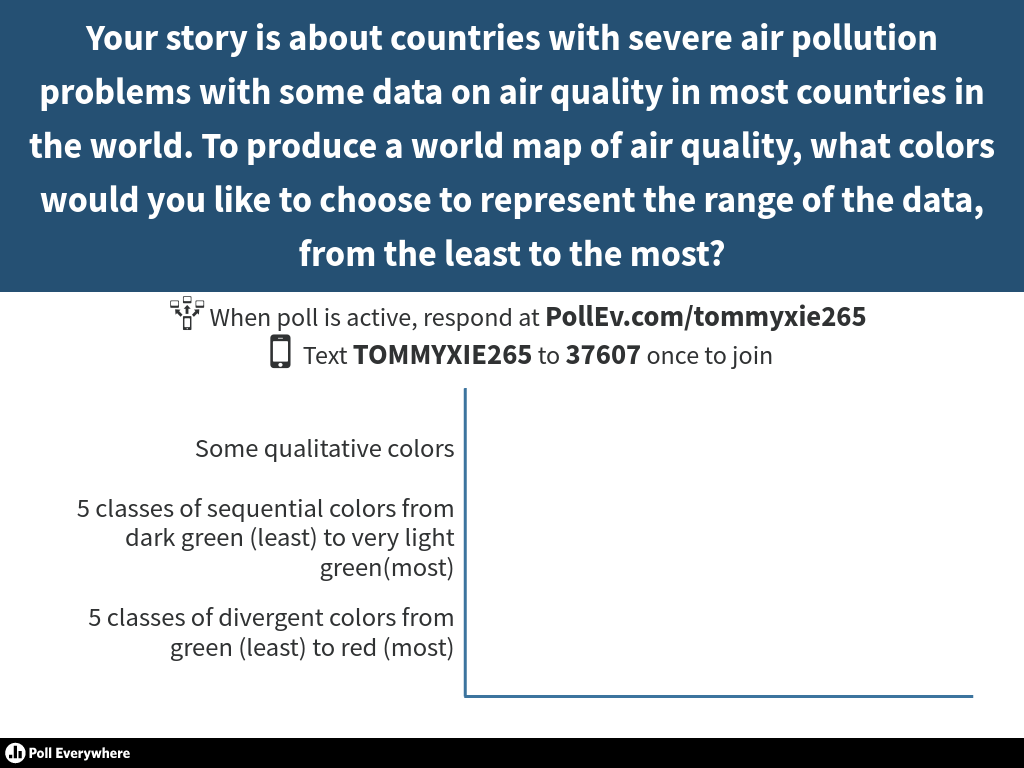 Your story is about countries with severe air pollution
problems with some data on air quality in most countries in
the world. To produce a world map of air quality, what colors
would you like to choose to represent the range of the data,
from the least to the most?
When poll is active, respond at PollEv.com/tommyxie265
Text TOMMYXIE265 to 37607 once to join
Some qualitative colors
5 classes of sequential colors from
dark green (least) to very light
green(most)
5 classes of divergent colors from
green (least) to red (most)
Poll Everywhere